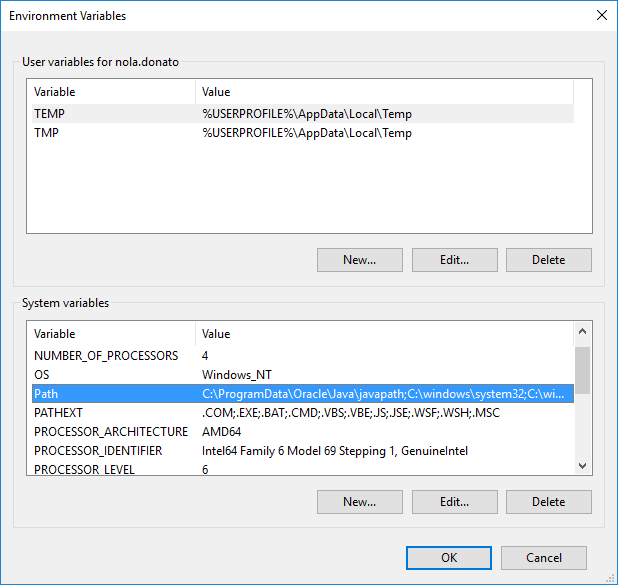 Environment Variables
User variables for nola.donato
Variable Value
TEMP %USERPROFILE%\AppData\Local\Temp
TMP %USERPROFILE%\AppData\Local\Temp
New... Edit... Delete
System variables
Variable Value
NUMBER_OF_PROCESSORS 4
OS Windows_NT
Path C:\ProgramData\Oracle\Java\javapath;C:\windows\system32;C:\wi...
PATHEXT .COM;.EXE;.BAT;.CMD;.VBS;.VBE;.JS;.JSE;.WSF;.WSH;.MSC
PROCESSOR_ARCHITECTURE AMD64
PROCESSOR_IDENTIFIER Intel64 Family 6 Model 69 Stepping 1, GenuineIntel
PROCESSOR_LEVEL 6
New... Edit... Delete
OK Cancel